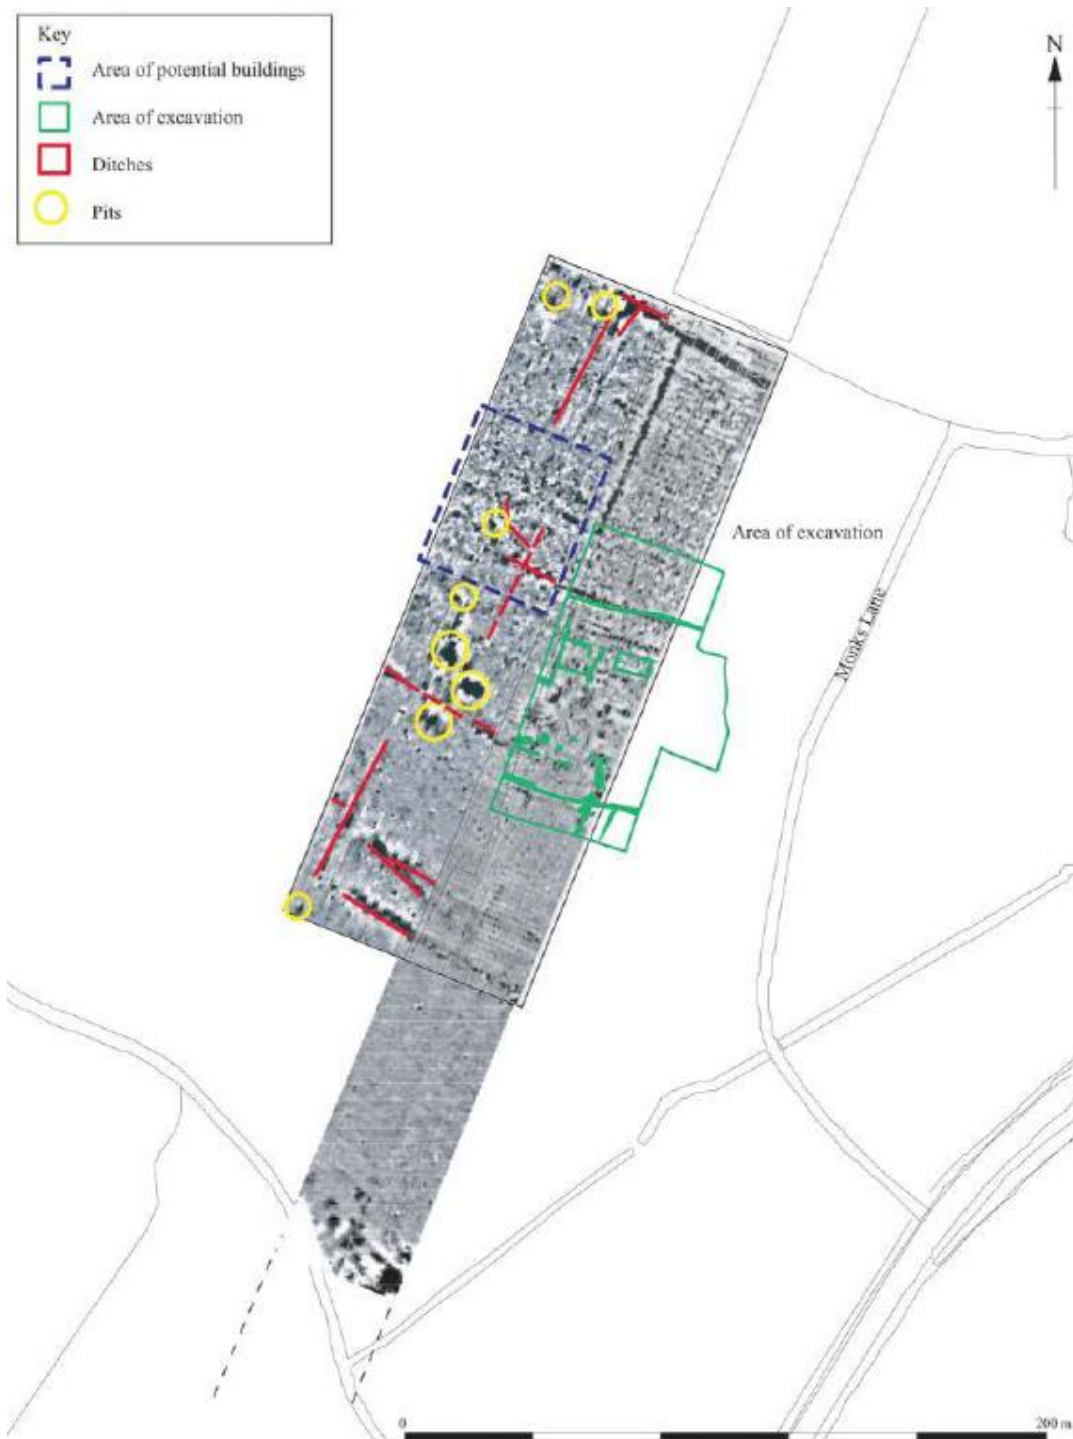 Key
Area of potential buildings
Area of excavation
Ditches
Pits
N
Area of excavation
Monks Lane
0
200 m